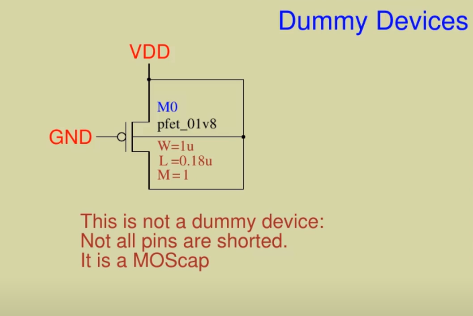 Dummy Devices
VDD
M0
pfet_01v8
GND
W=1u
L=0.18u
M=1
This is not a dummy device:
Not all pins are shorted.
It is a MOScap